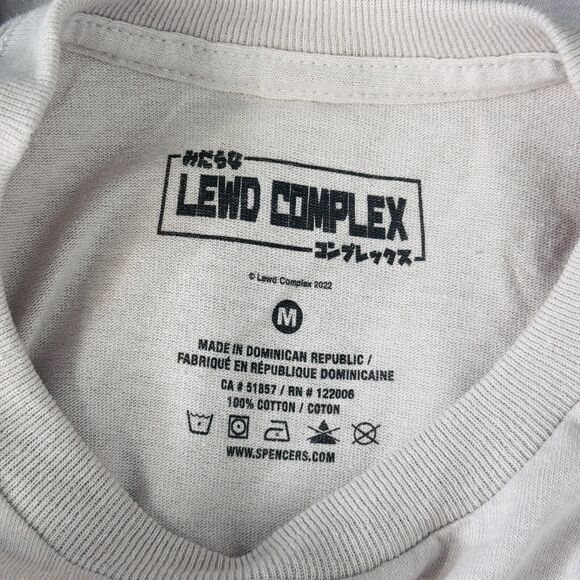 みだらな
LEWD COMPLEX
コンプレックス
© Lewd Complex 2022
M
MADE IN DOMINICAN REPUBLIC /
FABRIQUÉ EN RÉPUBLIQUE DOMINICAINE
CA # 51857 / RN # 122006
100% COTTON / COTON
WWW.SPENCERS.COM